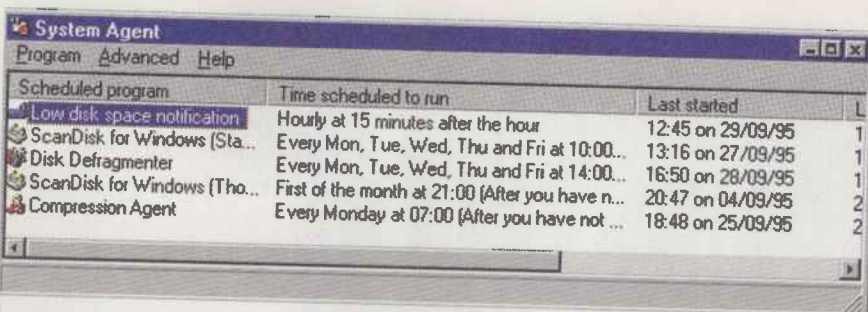 System Agent
Program Advanced Help
Scheduled program Time scheduled to run Last started L
Low disk space notification Hourly at 15 minutes after the hour 12:45 on 29/09/95 1
ScanDisk for Windows (Sta... Every Mon, Tue, Wed, Thu and Fri at 10:00... 13:16 on 27/09/95 1
Disk Defragmenter Every Mon, Tue, Wed, Thu and Fri at 14:00... 16:50 on 28/09/95 1
ScanDisk for Windows (Tho... First of the month at 21:00 (After you have n... 20:47 on 04/09/95 2
Compression Agent Every Monday at 07:00 (After you have not ... 18:48 on 25/09/95 2